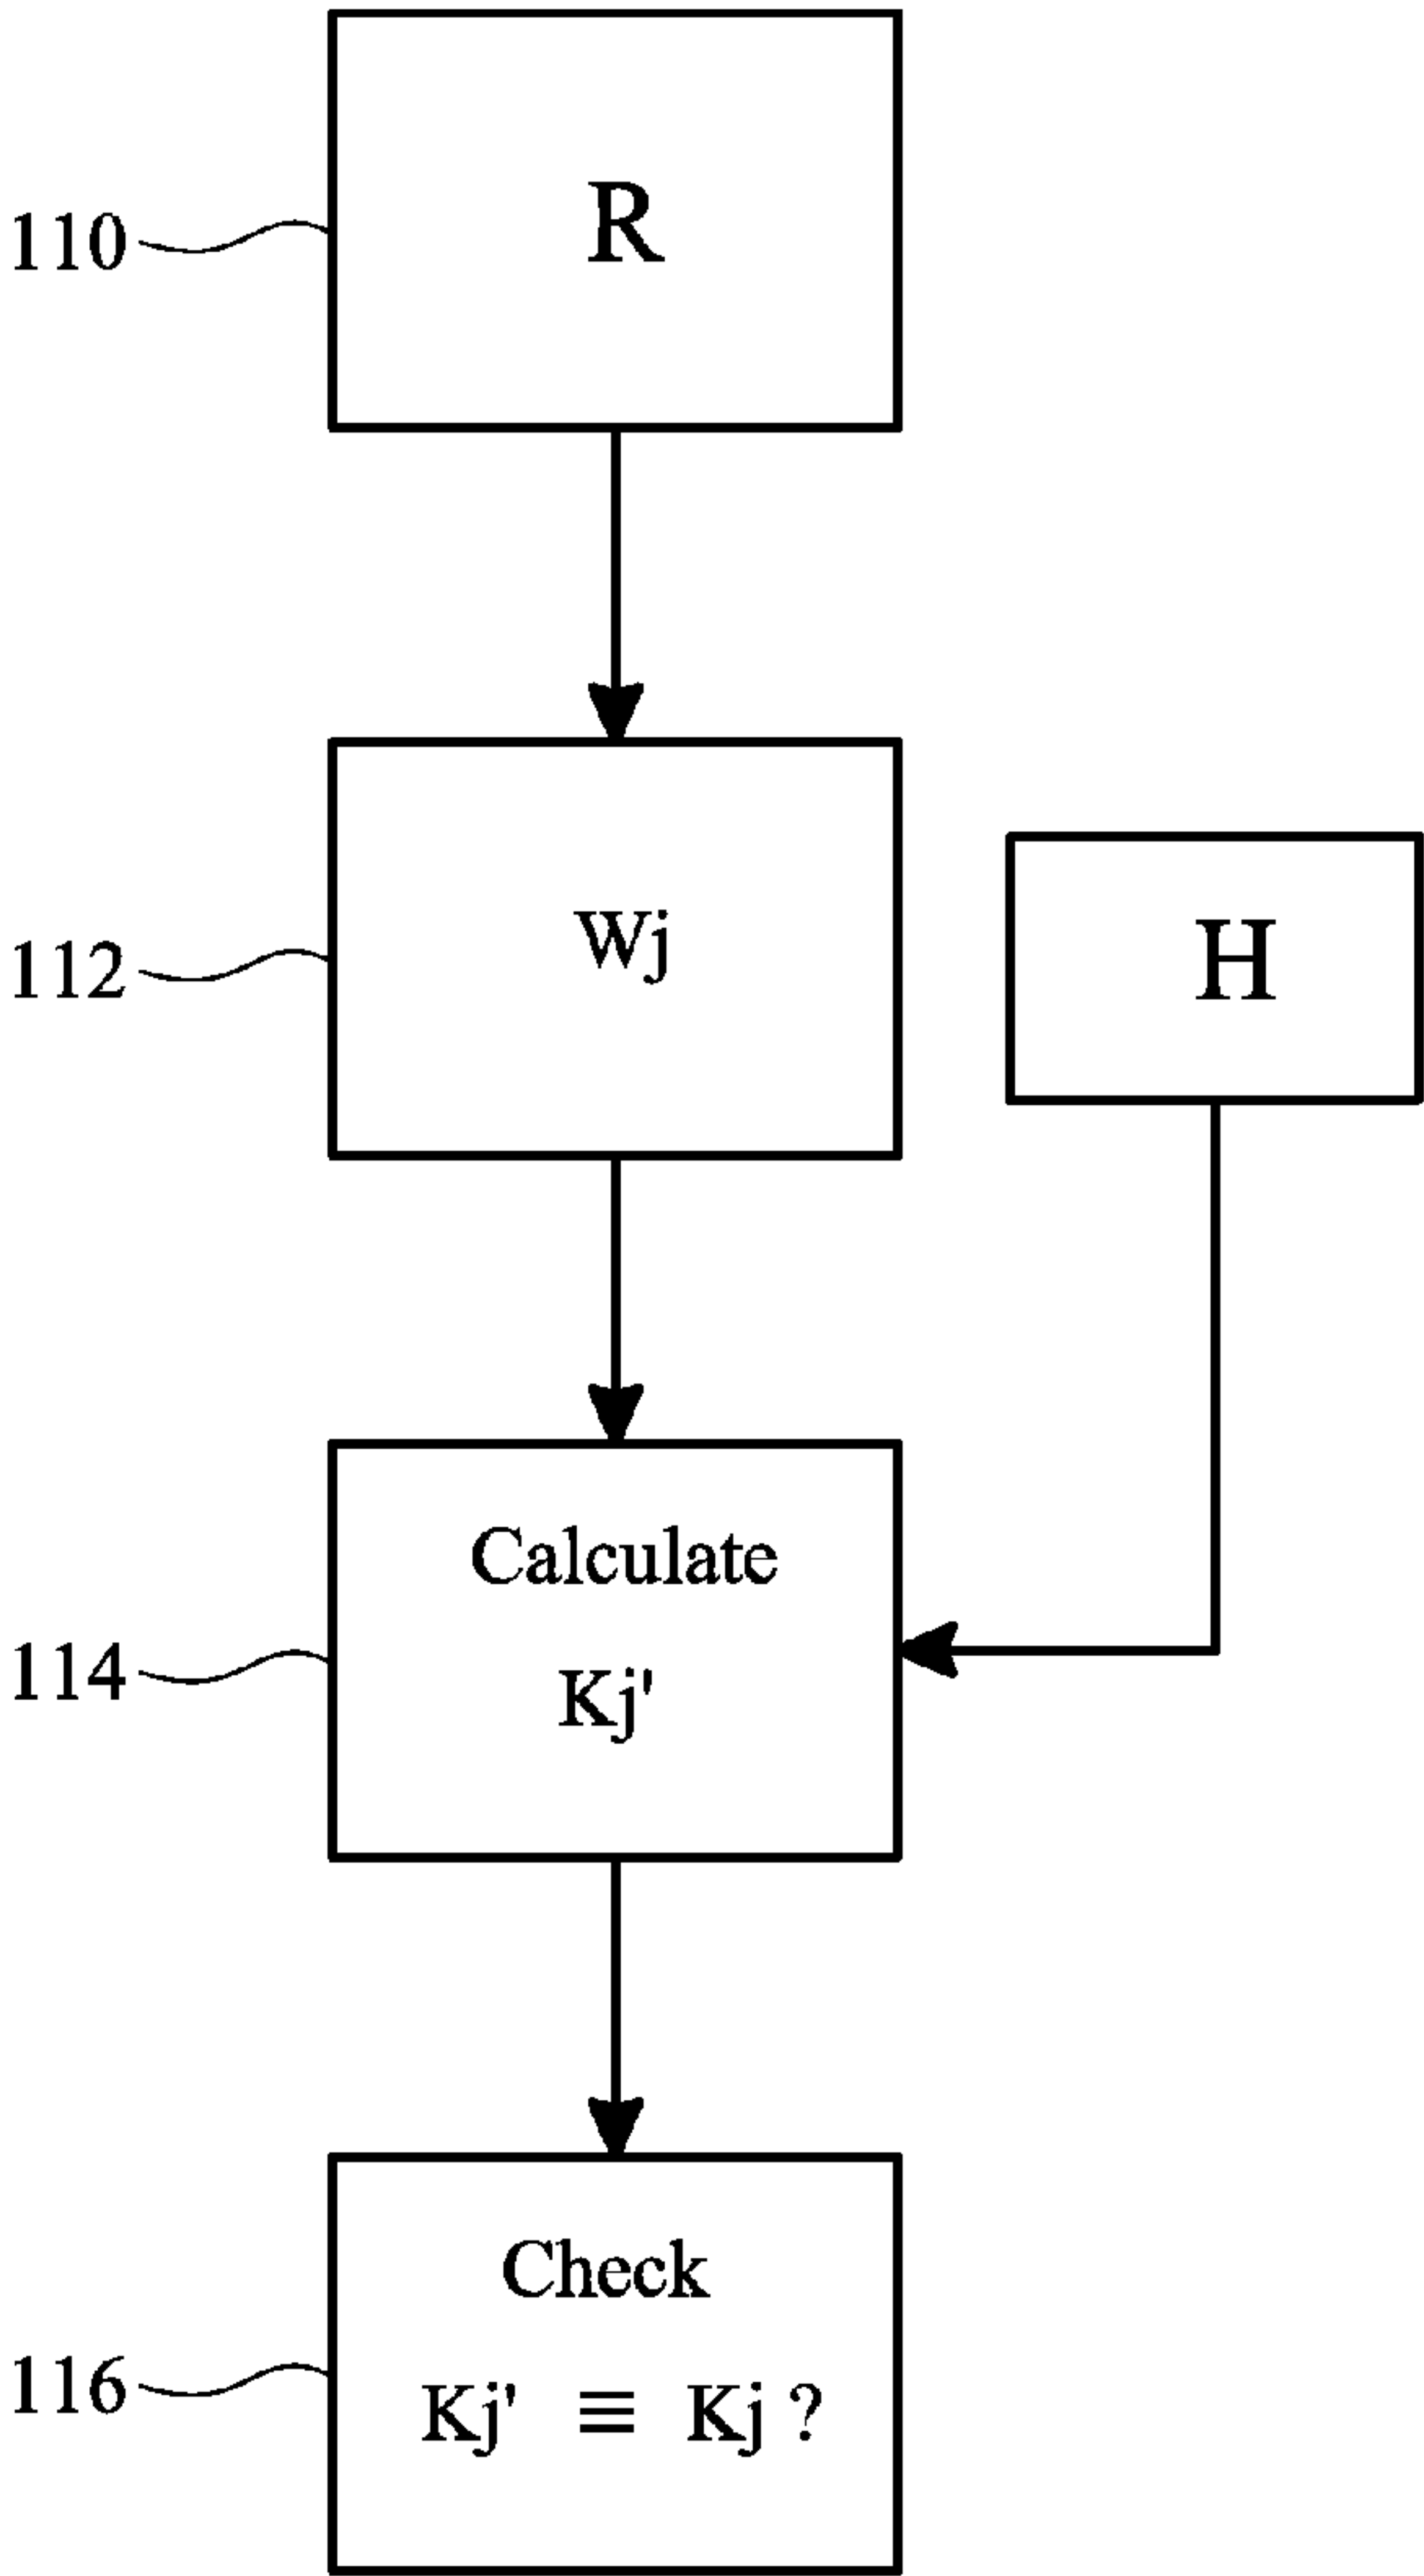 R
110
Wj
112
H
Calculate
Kj'
114
Check
Kj' ≡ Kj ?
116